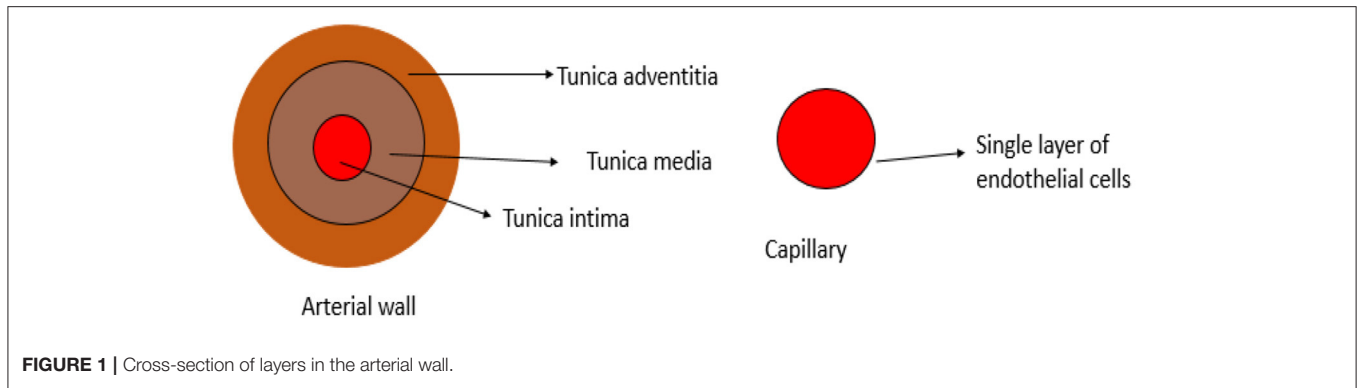 Tunica adventitia
Tunica media
Tunica intima
Arterial wall
Single layer of
endothelial cells
Capillary
FIGURE 1 | Cross-section of layers in the arterial wall.